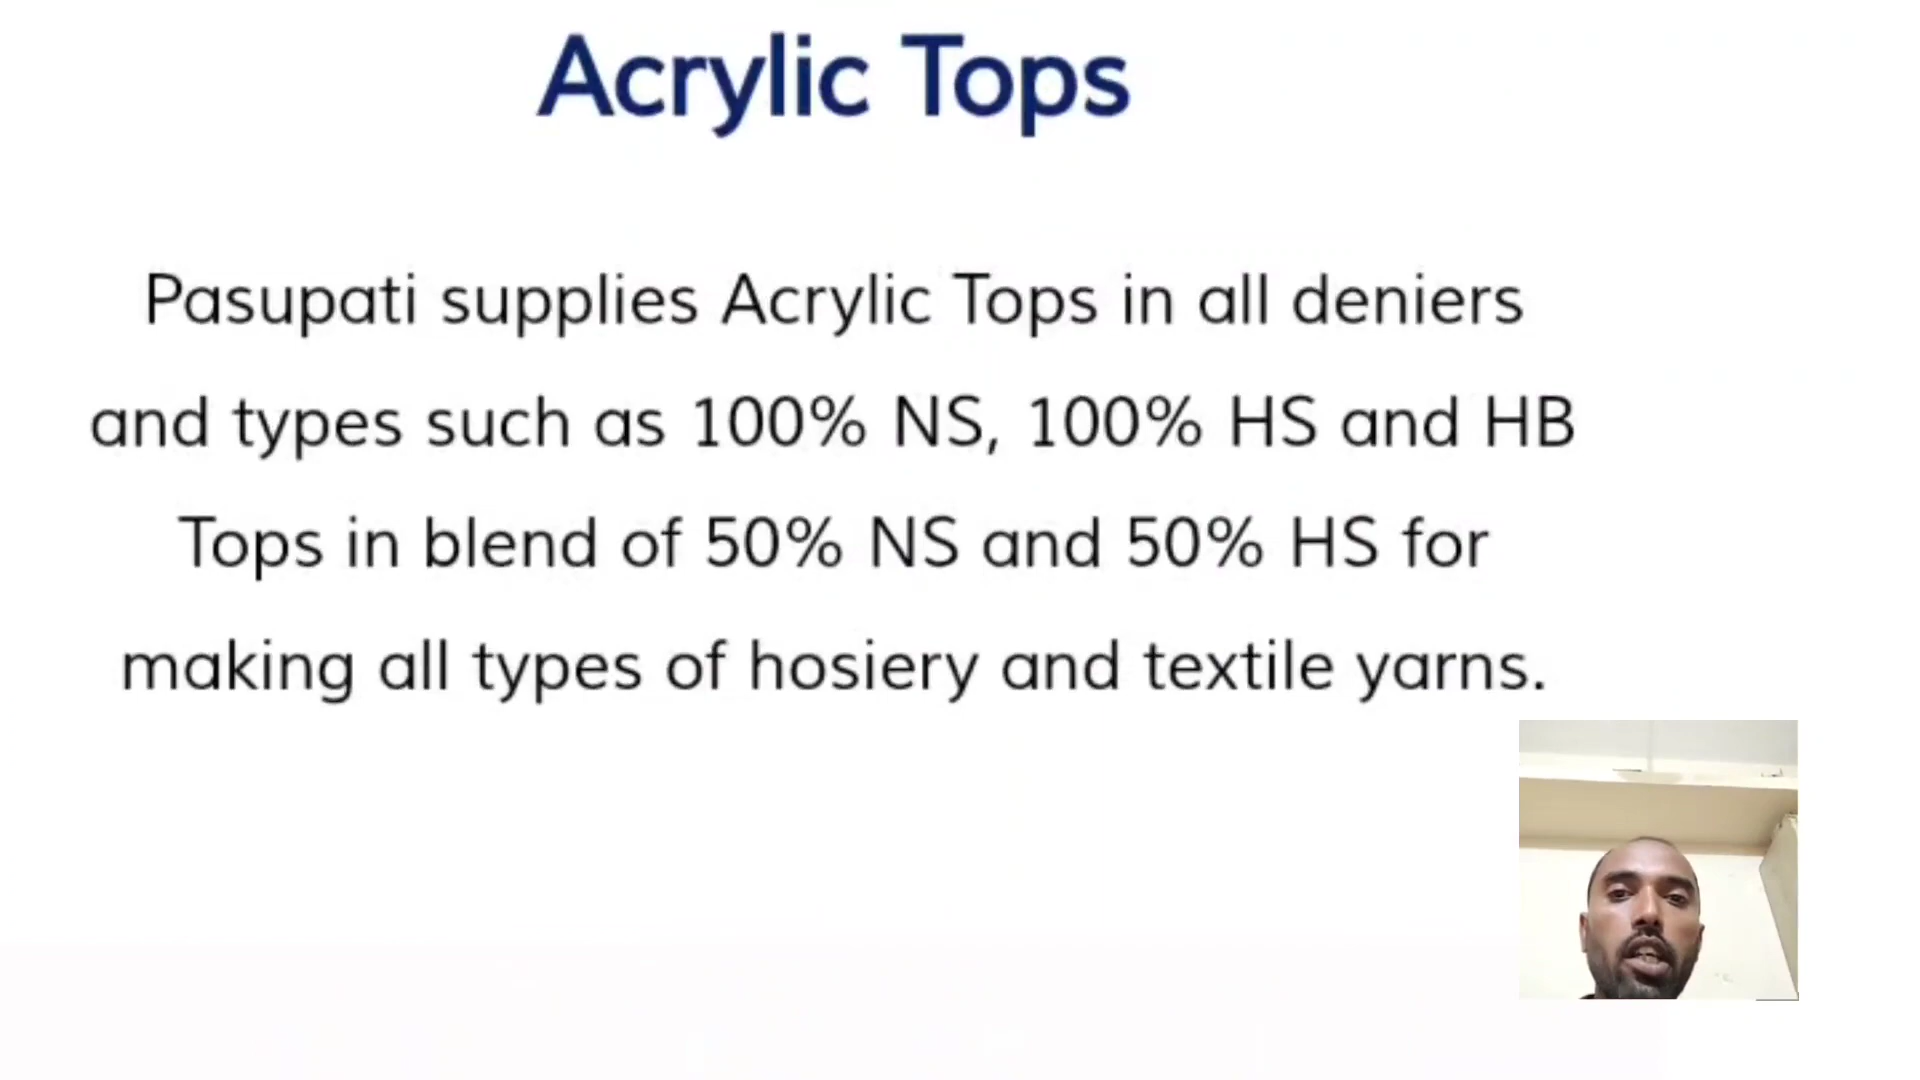 Acrylic Tops
Pasupati supplies Acrylic Tops in all deniers
and types such as 100% NS, 100% HS and HB
Tops in blend of 50% NS and 50% HS for
making all types of hosiery and textile yarns.